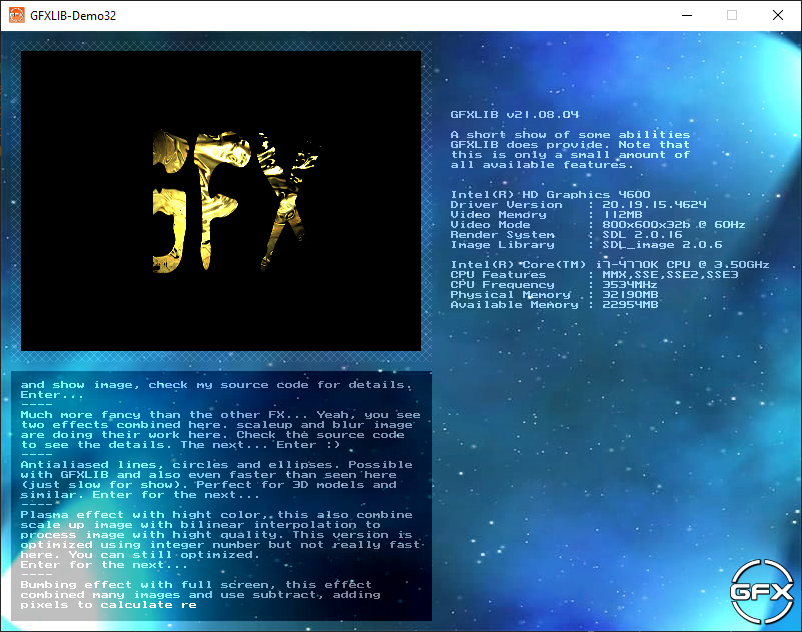 GFXLIB-Demo32
GFX
GFXLIB v21.08.04
A short show of some abilities
GFXLIB does provide. Note that
this is only a small amount of
all available features.
Intel(R) HD Graphics 4600
Driver Version : 20.19.15.4624
Video Memory : 112MB
Video Mode : 800x600x32b @ 60Hz
Render System : SDL 2.0.16
Image Library : SDL_image 2.0.6
Intel(R) Core(TM) i7-4770K CPU @ 3.50GHz
CPU Features : MMX,SSE,SSE2,SSE3
CPU Frequency : 3534MHz
Physical Memory : 32190MB
Available Memory : 22954MB
and show image, check my source code for details.
Enter...
----
Much more fancy than the other FX... Yeah, you see
two effects combined here. scaleup and blur image
are doing their work here. Check the source code
to see the details. The next... Enter :)
----
Antialiased lines, circles and ellipses. Possible
with GFXLIB and also even faster than seen here
(just slow for show). Perfect for 3D models and
similar. Enter for the next...
----
Plasma effect with hight color, this also combine
scale up image with bilinear interpolation to
process image with hight quality. This version is
optimized using integer number but not really fast
here. You can still optimized.
Enter for the next...
----
Bumbing effect with full screen, this effect
combined many images and use subtract, adding
pixels to calculate re
GFX